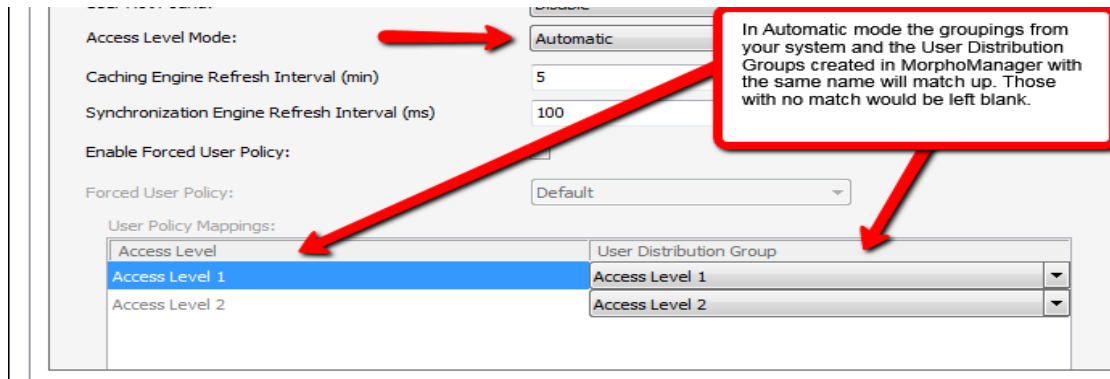 Disable
Access Level Mode:
Automatic
Caching Engine Refresh Interval (min)
5
Synchronization Engine Refresh Interval (ms)
100
Enable Forced User Policy:
Forced User Policy:
Default
In Automatic mode the groupings from
your system and the User Distribution
Groups created in MorphoManager with
the same name will match up. Those
with no match would be left blank.
User Policy Mappings:
Access Level
User Distribution Group
Access Level 1
Access Level 1
Access Level 2
Access Level 2